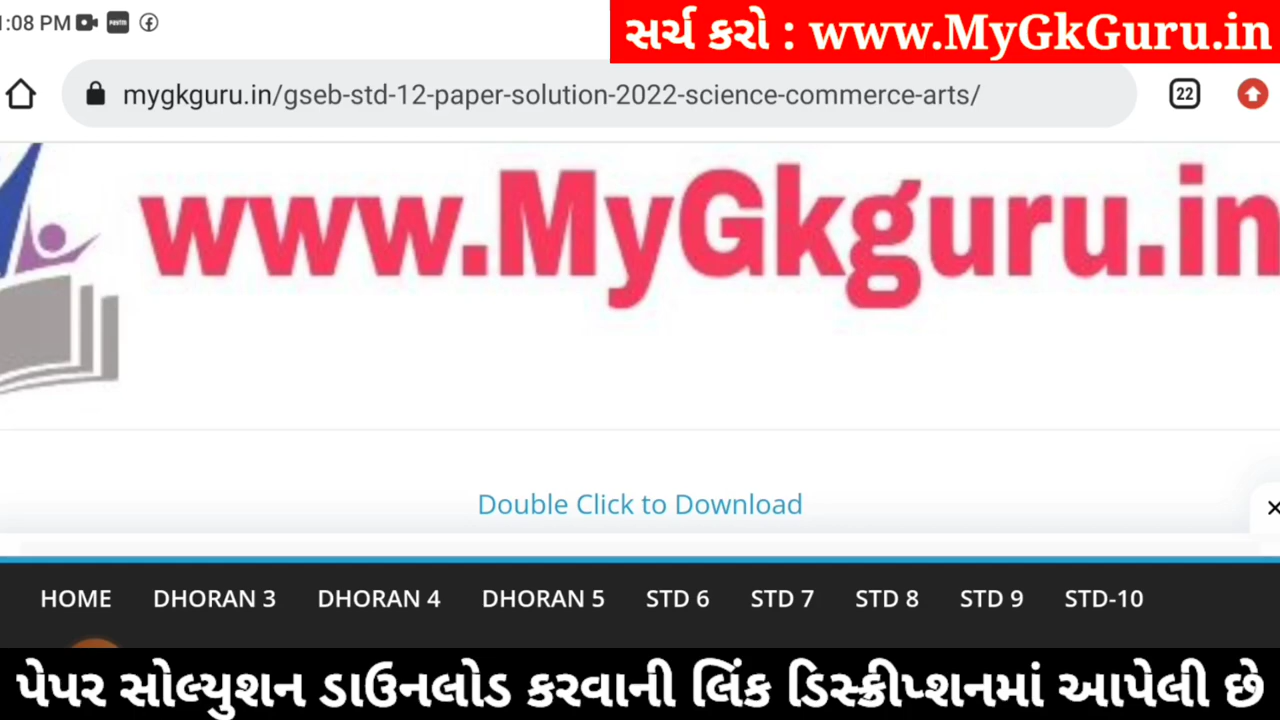 :08 PM
સર્ચ કરો : www.MyGkGuru.in
mygkguru.in/gseb-std-12-paper-solution-2022-science-commerce-arts/
22
www.MyGkguru.in
Double Click to Download
×
HOME DHORAN 3 DHORAN 4 DHORAN 5 STD 6 STD 7 STD 8 STD 9 STD-10
પેપર સોલ્યુશન ડાઉનલોડ કરવાની લિંક ડિસ્ક્રીપ્શનમાં આપેલી છે